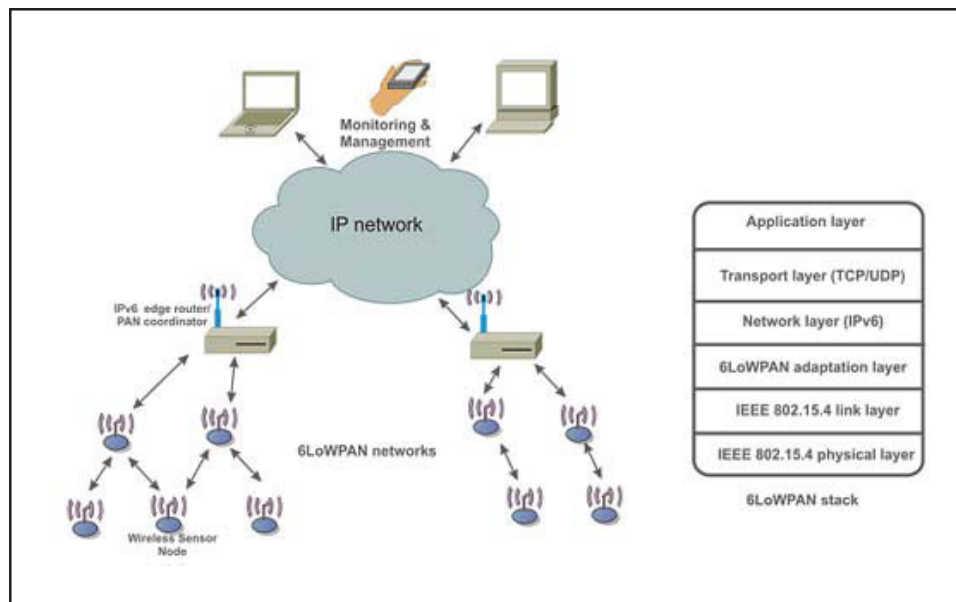 Monitoring &
Management
IP network
IPv6 edge router/
PAN coordinator
6LoWPAN networks
Wireless Sensor
Node
Application layer
Transport layer (TCP/UDP)
Network layer (IPv6)
6LoWPAN adaptation layer
IEEE 802.15.4 link layer
IEEE 802.15.4 physical layer
6LoWPAN stack